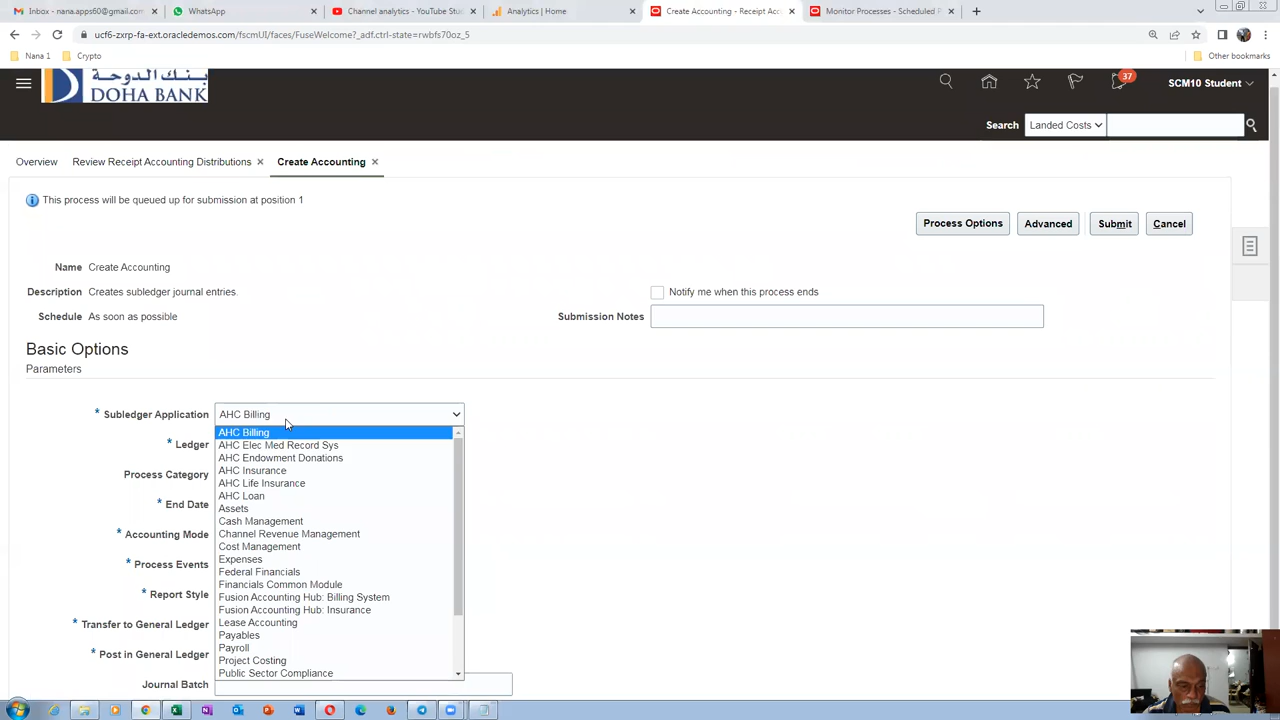 Inbox - nana.apps60@gmail.com
WhatsApp
Channel analytics - YouTube Stu
Analytics | Home
Create Accounting - Receipt Acc
Monitor Processes - Scheduled P
ucf6-zxrp-fa-ext.oracledemos.com/fscmUI/faces/FuseWelcome?_adf.ctrl-state=rwbfs70oz_5
Nana 1
Crypto
Other bookmarks
بنك الدوحة
DOHA BANK
37
SCM10 Student
Search
Landed Costs
Overview
Review Receipt Accounting Distributions
Create Accounting
This process will be queued up for submission at position 1
Process Options
Advanced
Submit
Cancel
Name Create Accounting
Description Creates subledger journal entries.
Notify me when this process ends
Schedule As soon as possible
Submission Notes
Basic Options
Parameters
* Subledger Application AHC Billing
* Ledger
Process Category
* End Date
* Accounting Mode
* Process Events
* Report Style
* Transfer to General Ledger
* Post in General Ledger
Journal Batch
AHC Billing
AHC Elec Med Record Sys
AHC Endowment Donations
AHC Insurance
AHC Life Insurance
AHC Loan
Assets
Cash Management
Channel Revenue Management
Cost Management
Expenses
Federal Financials
Financials Common Module
Fusion Accounting Hub: Billing System
Fusion Accounting Hub: Insurance
Lease Accounting
Payables
Payroll
Project Costing
Public Sector Compliance